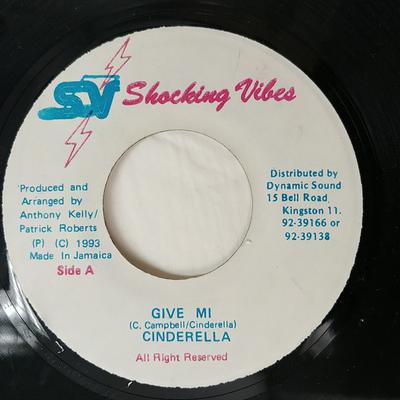 SV Shocking Vibes
Produced and
Arranged by
Anthony Kelly/
Patrick Roberts
(P) (C) 1993
Made In Jamaica
Side A
Distributed by
Dynamic Sound
15 Bell Road
Kingston 11.
92-39166 or
92-39138
GIVE MI
(C. Campbell/Cinderella)
CINDERELLA
All Right Reserved